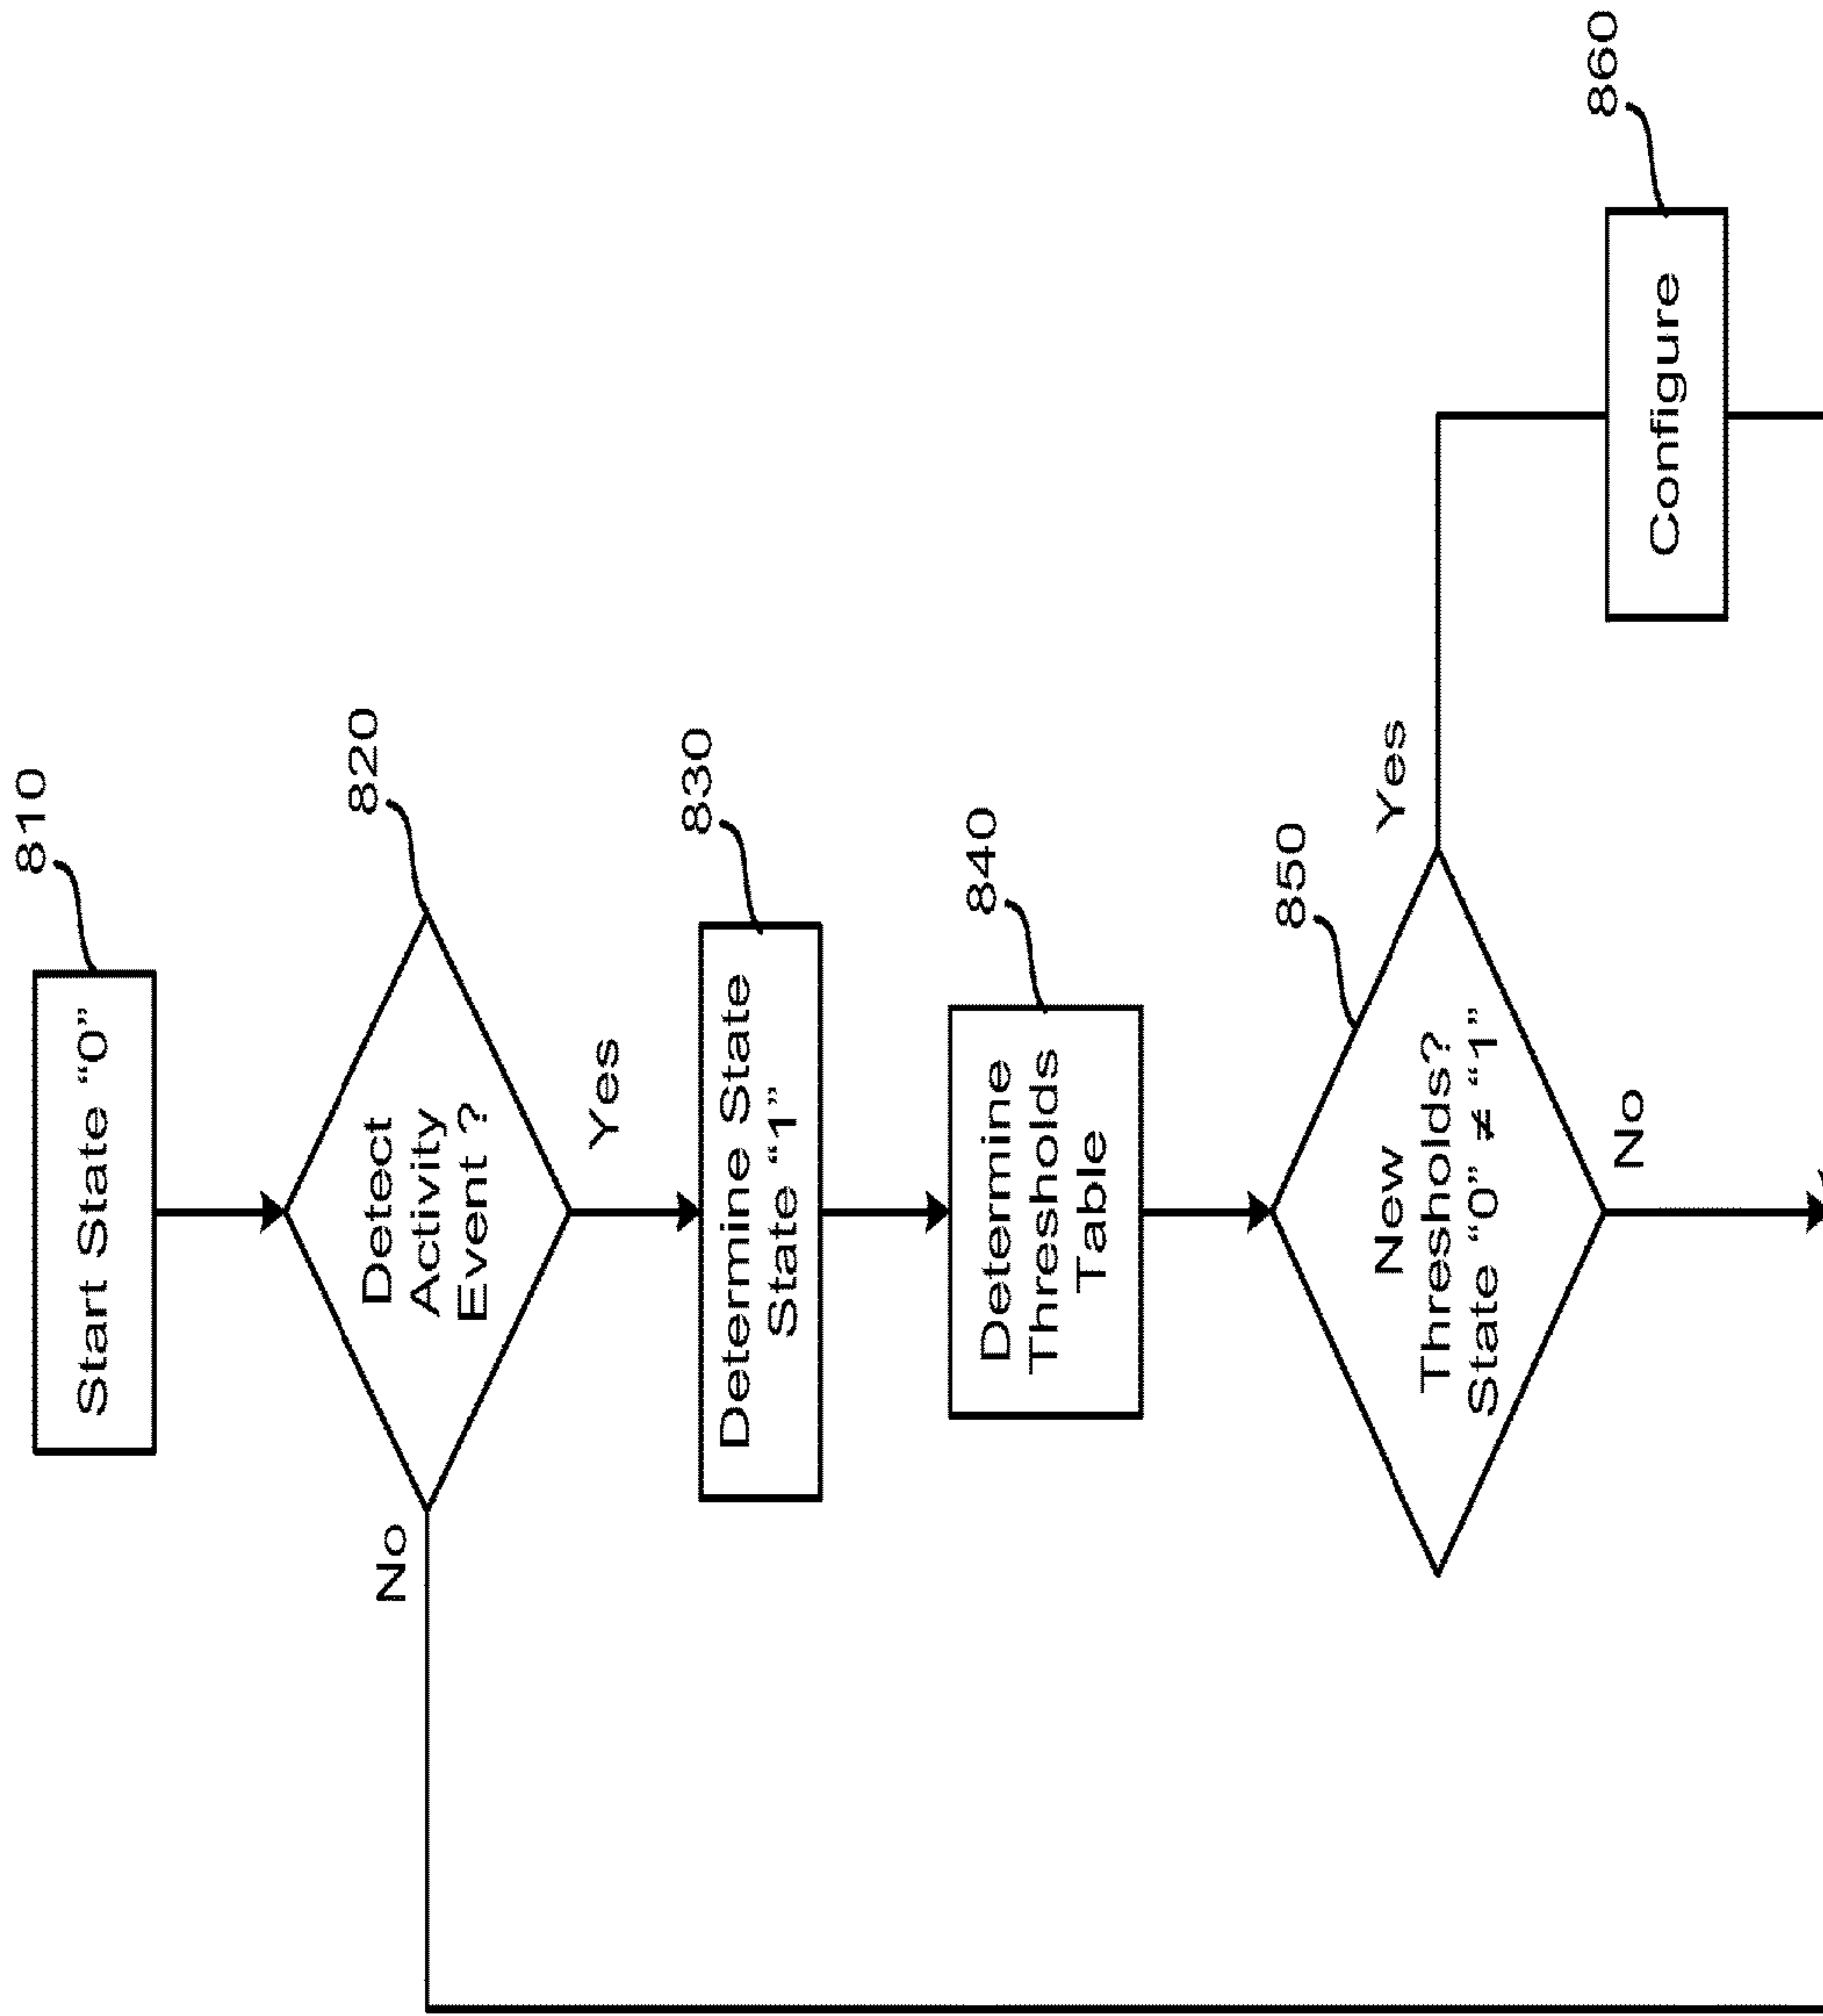 810
Start State “0”
820
Detect
Activity
Event ?
No
Yes
830
Determine State
State “1”
840
Determine
Thresholds
Table
850
New
Thresholds?
State “0” ≠ “1”
Yes
No
860
Configure